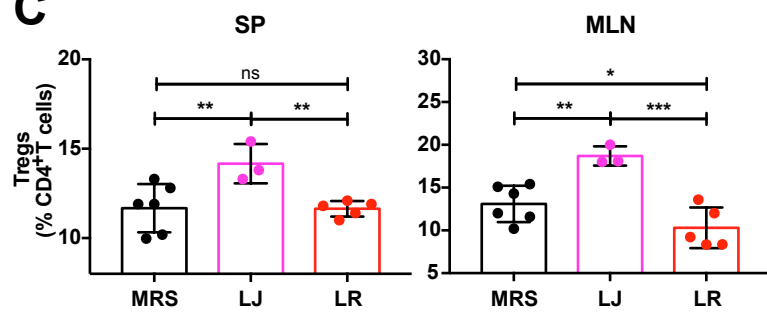 C
SP
MLN
Tregs
(% CD4+T cells)
20
15
10
ns
**
**
MRS
LJ
LR
30
25
20
15
10
5
*
**
***
MRS
LJ
LR